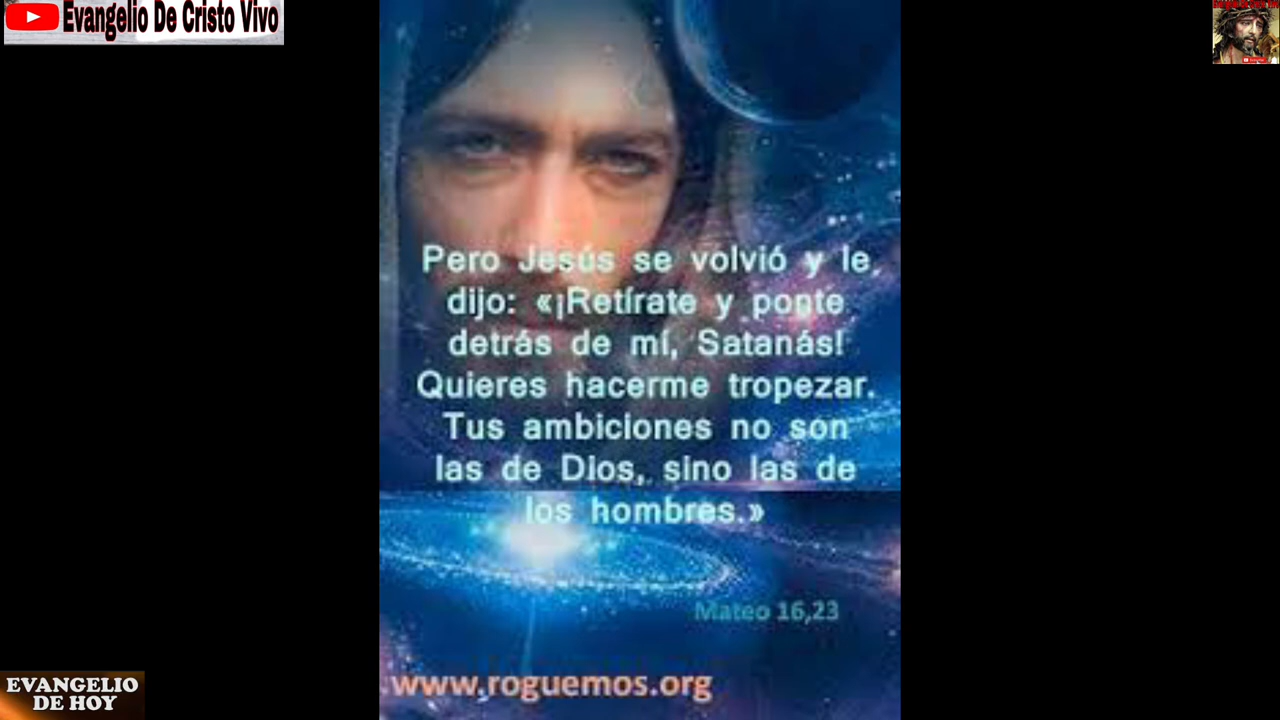 Evangelio De Cristo Vivo
Pero Jesús se volvió y le
dijo: «¡Retírate y ponte
detrás de mí, Satanás!
Quieres hacerme tropezar.
Tus ambiciones no son
las de Dios, sino las de
los hombres.»
Mateo 16,23
www.roguemos.org
EVANGELIO
DE HOY